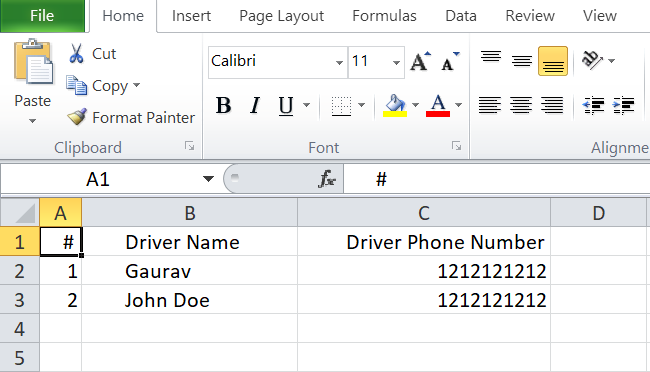 File Home Insert Page Layout Formulas Data Review View
Cut
Calibri 11 A A
Copy
Paste
Format Painter
B I U A
Clipboard Font Alignme
A1 fx #
A B C D
1 # Driver Name Driver Phone Number
2 1 Gaurav 1212121212
3 2 John Doe 1212121212
4
5